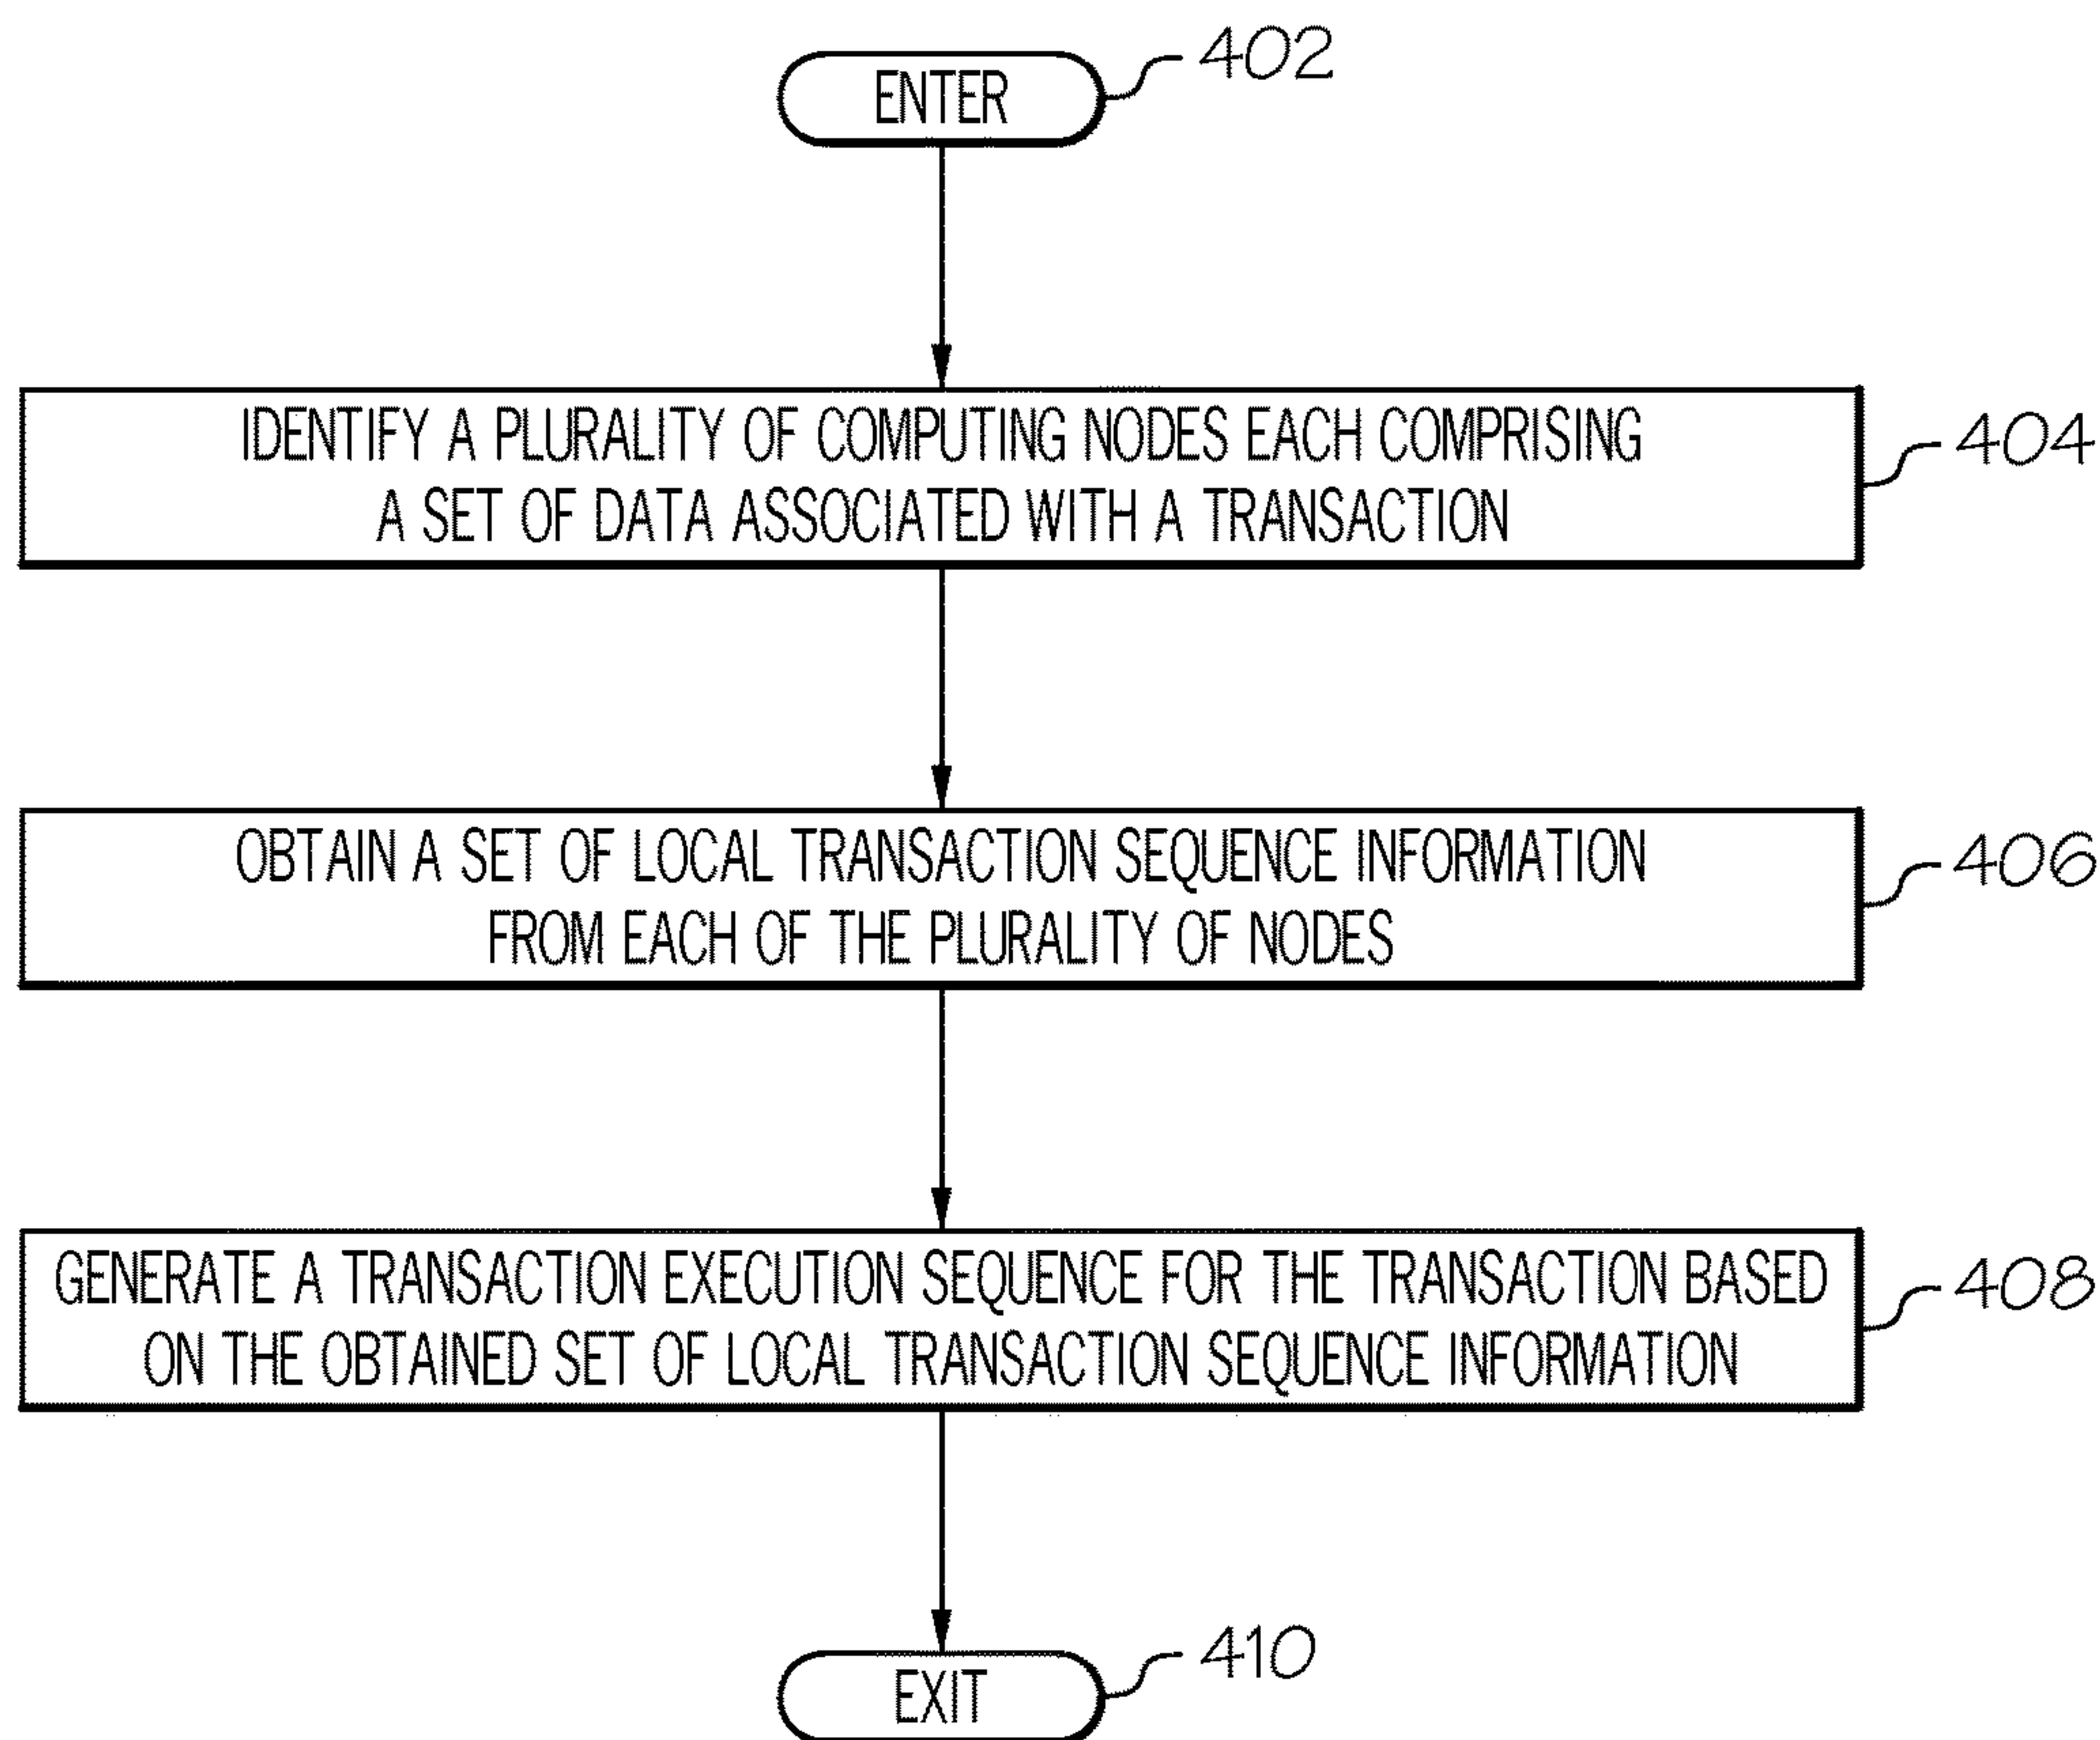 ENTER
402
IDENTIFY A PLURALITY OF COMPUTING NODES EACH COMPRISING
A SET OF DATA ASSOCIATED WITH A TRANSACTION
404
OBTAIN A SET OF LOCAL TRANSACTION SEQUENCE INFORMATION
FROM EACH OF THE PLURALITY OF NODES
406
GENERATE A TRANSACTION EXECUTION SEQUENCE FOR THE TRANSACTION BASED
ON THE OBTAINED SET OF LOCAL TRANSACTION SEQUENCE INFORMATION
408
EXIT
410